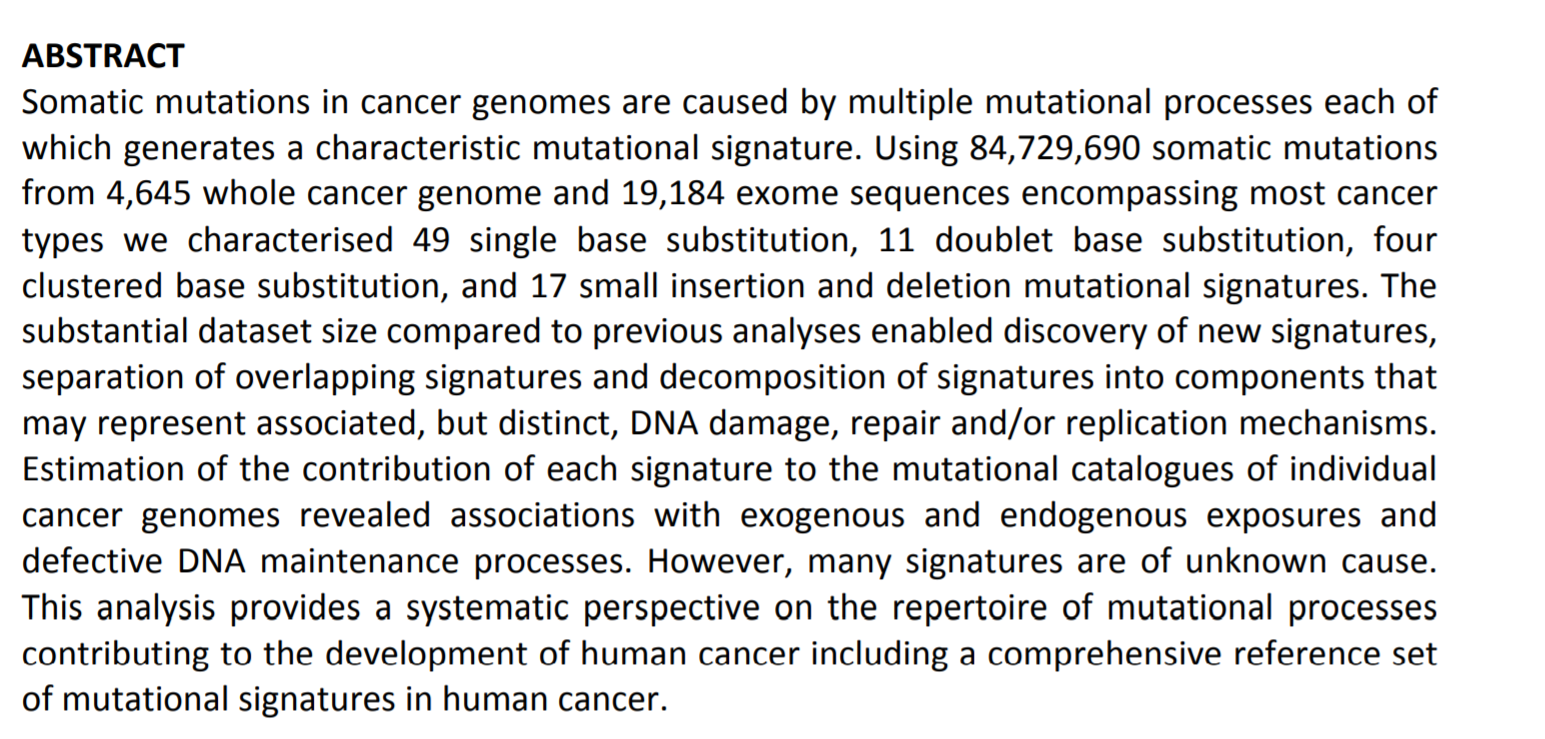 ABSTRACT
Somatic mutations in cancer genomes are caused by multiple mutational processes each of
which generates a characteristic mutational signature. Using 84,729,690 somatic mutations
from 4,645 whole cancer genome and 19,184 exome sequences encompassing most cancer
types we characterised 49 single base substitution, 11 doublet base substitution, four
clustered base substitution, and 17 small insertion and deletion mutational signatures. The
substantial dataset size compared to previous analyses enabled discovery of new signatures,
separation of overlapping signatures and decomposition of signatures into components that
may represent associated, but distinct, DNA damage, repair and/or replication mechanisms.
Estimation of the contribution of each signature to the mutational catalogues of individual
cancer genomes revealed associations with exogenous and endogenous exposures and
defective DNA maintenance processes. However, many signatures are of unknown cause.
This analysis provides a systematic perspective on the repertoire of mutational processes
contributing to the development of human cancer including a comprehensive reference set
of mutational signatures in human cancer.